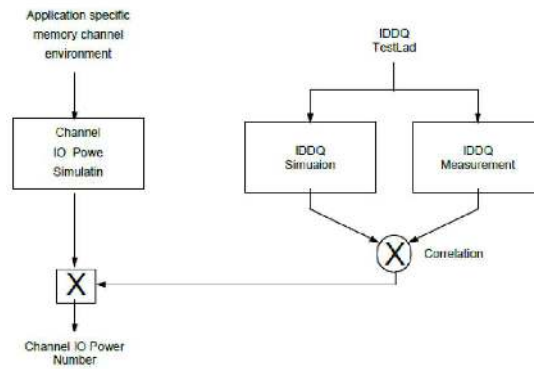 Application specific
memory channel
environment
Channel
IO Powe
Simulatin
X
Channel IO Power
Number
IDDQ
TestLad
IDDQ
Simuaion
IDDQ
Measurement
X
Correlation